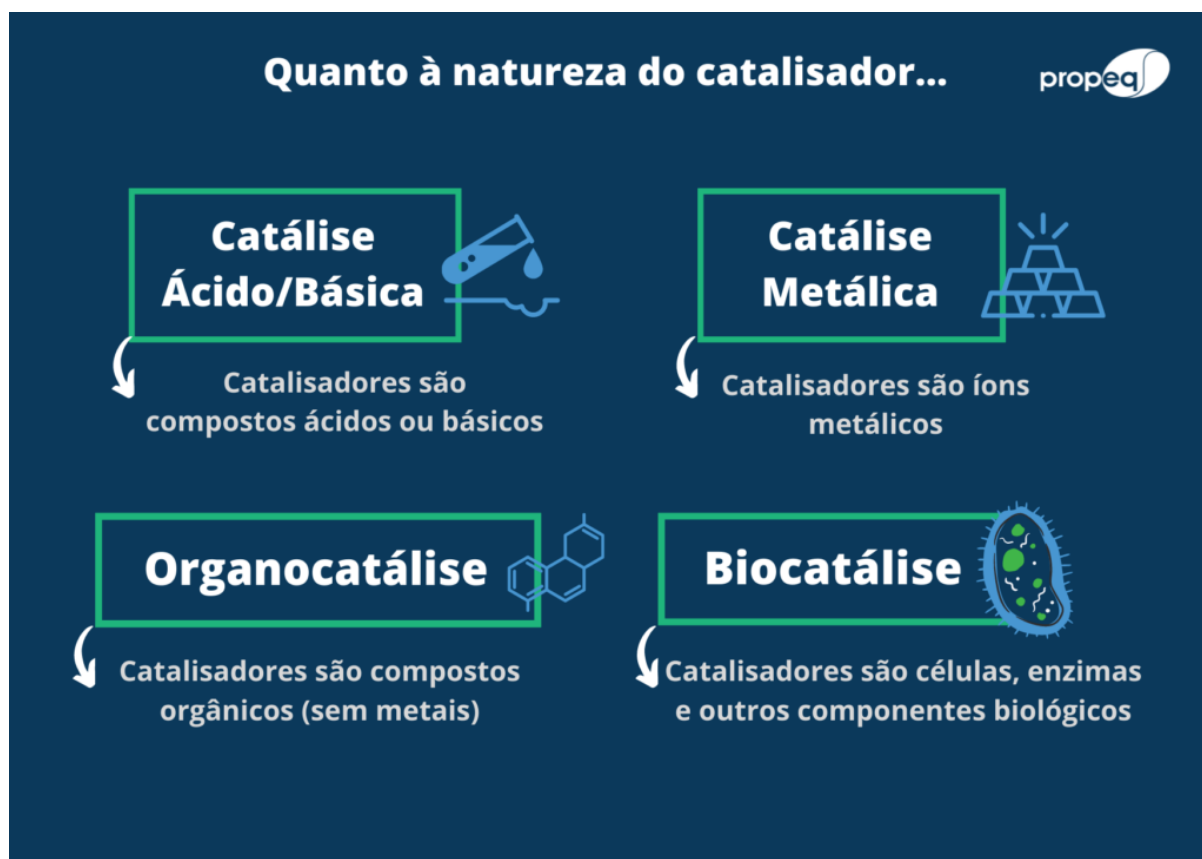 Quanto à natureza do catalisador...
propeq
Catálise
Ácido/Básica
Catalisadores são
compostos ácidos ou básicos
Catálise
Metálica
Catalisadores são íons
metálicos
Organocatálise
Catalisadores são compostos
orgânicos (sem metais)
Biocatálise
Catalisadores são células, enzimas
e outros componentes biológicos